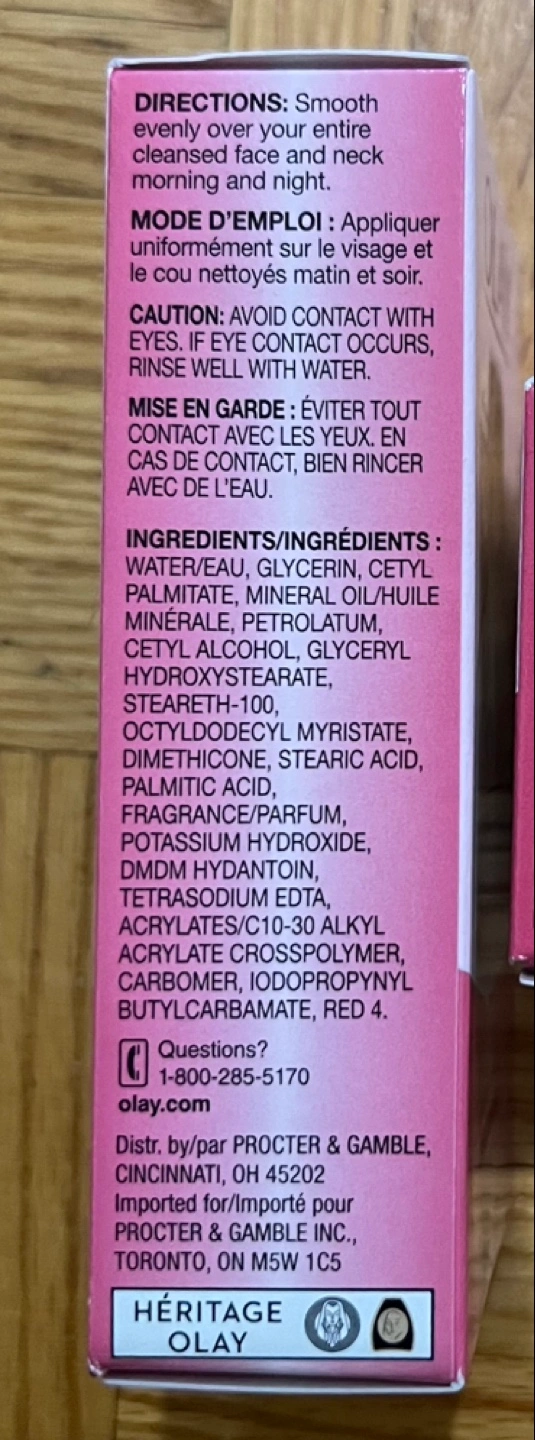 DIRECTIONS: Smooth
evenly over your entire
cleansed face and neck
morning and night.
MODE D'EMPLOI : Appliquer
uniformément sur le visage et
le cou nettoyés matin et soir.
CAUTION: AVOID CONTACT WITH
EYES. IF EYE CONTACT OCCURS,
RINSE WELL WITH WATER.
MISE EN GARDE : ÉVITER TOUT
CONTACT AVEC LES YEUX. EN
CAS DE CONTACT, BIEN RINCER
AVEC DE L'EAU.
INGREDIENTS/INGRÉDIENTS :
WATER/EAU, GLYCERIN, CETYL
PALMITATE, MINERAL OIL/HUILE
MINÉRALE, PETROLATUM,
CETYL ALCOHOL, GLYCERYL
HYDROXYSTEARATE,
STEARETH-100,
OCTYLDODECYL MYRISTATE,
DIMETHICONE, STEARIC ACID,
PALMITIC ACID,
FRAGRANCE/PARFUM,
POTASSIUM HYDROXIDE,
DMDM HYDANTOIN,
TETRASODIUM EDTA,
ACRYLATES/C10-30 ALKYL
ACRYLATE CROSSPOLYMER,
CARBOMER, IODOPROPYNYL
BUTYLCARBAMATE, RED 4.
Questions?
1-800-285-5170
olay.com
Distr. by/par PROCTER & GAMBLE,
CINCINNATI, OH 45202
Imported for/Importé pour
PROCTER & GAMBLE INC.,
TORONTO, ON M5W 1C5
HÉRITAGE
OLAY